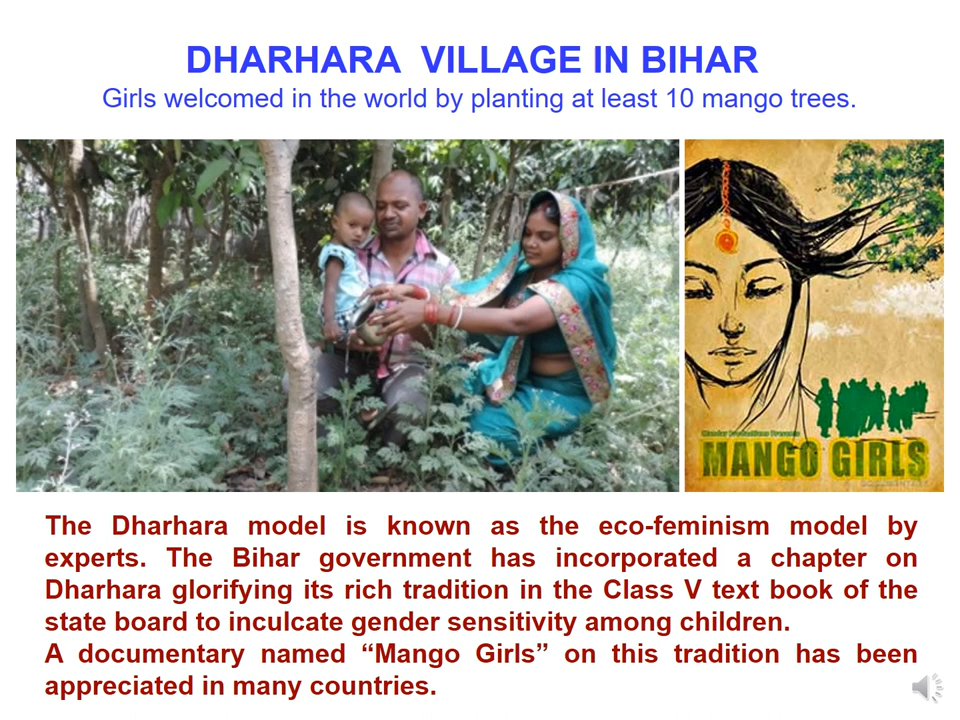 DHARHARA VILLAGE IN BIHAR
Girls welcomed in the world by planting at least 10 mango trees.
Mandar Productions Presents
MANGO GIRLS
The Dharhara model is known as the eco-feminism model by
experts. The Bihar government has incorporated a chapter on
Dharhara glorifying its rich tradition in the Class V text book of the
state board to inculcate gender sensitivity among children.
A documentary named “Mango Girls” on this tradition has been
appreciated in many countries.